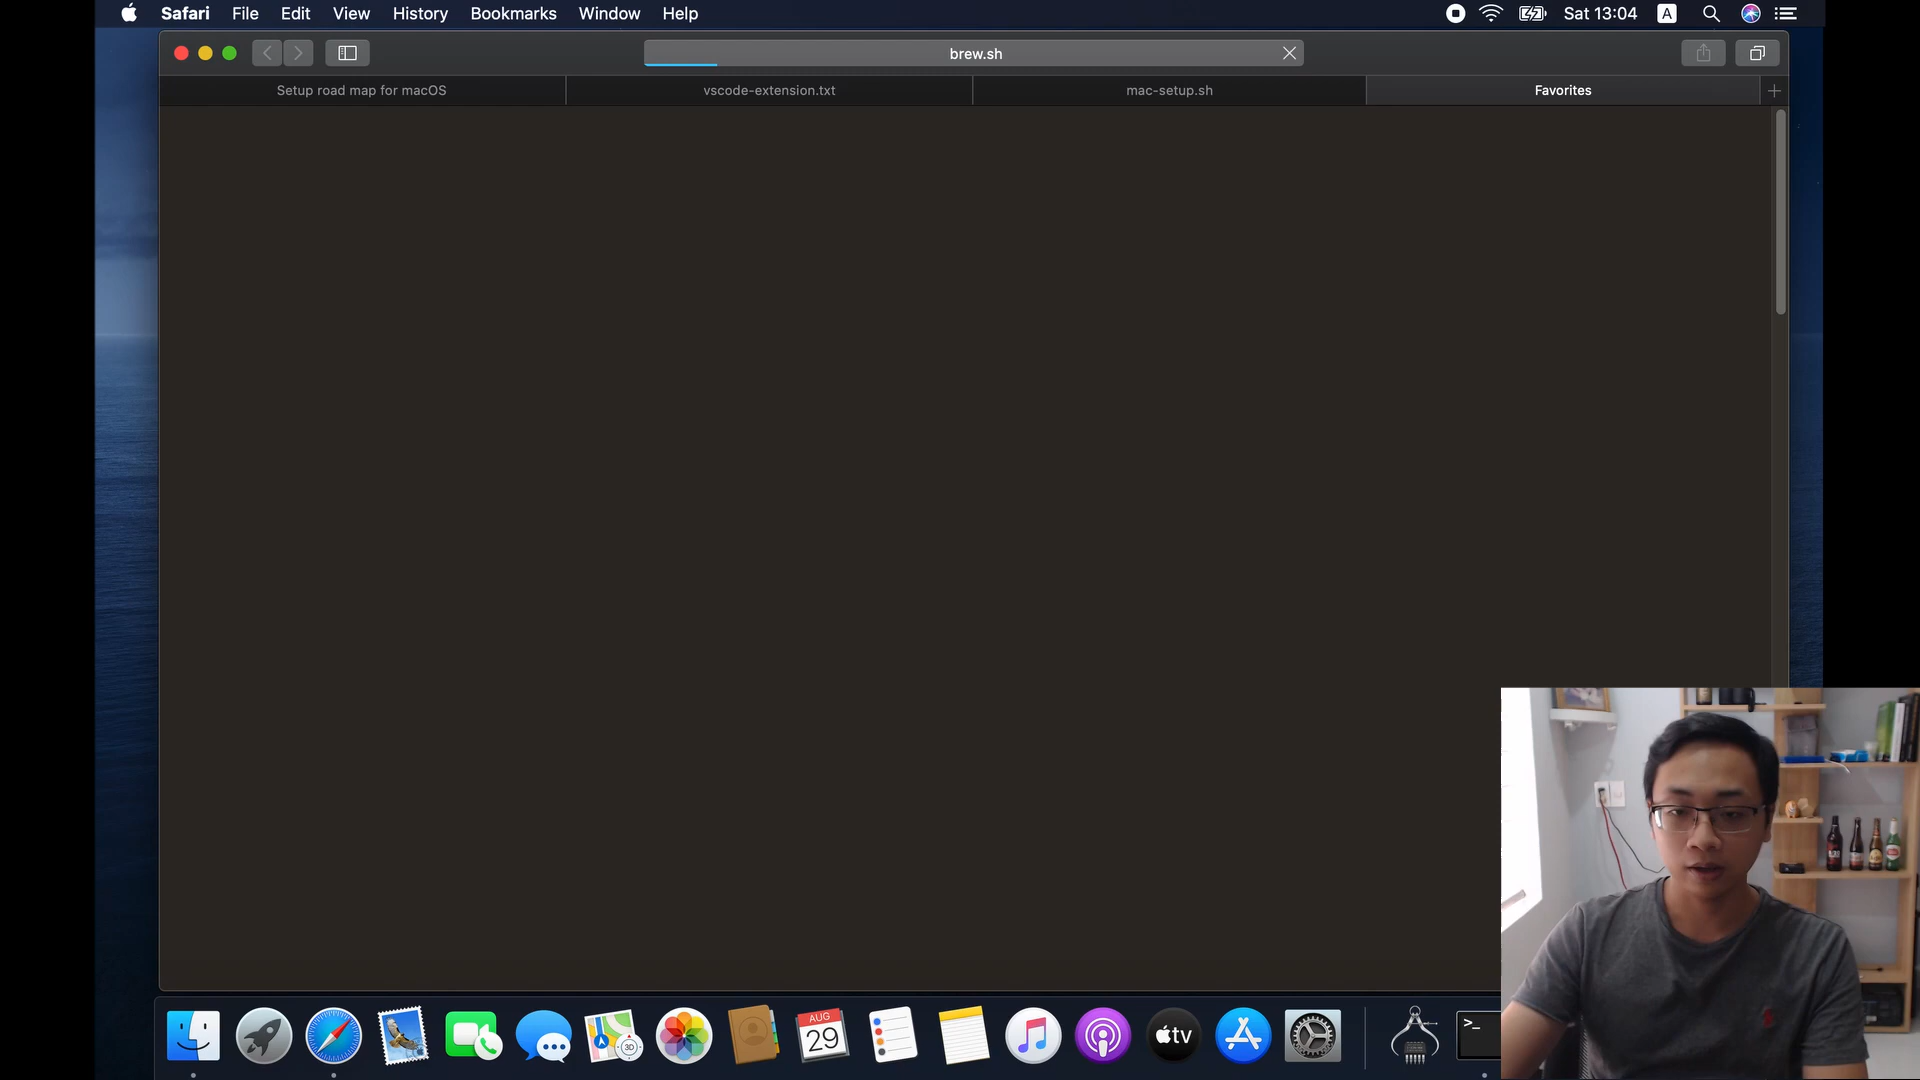 Safari File Edit View History Bookmarks Window Help Sat 13:04 A
brew.sh
Setup road map for macOS vscode-extension.txt mac-setup.sh Favorites
3D
AUG
29
tv
>_